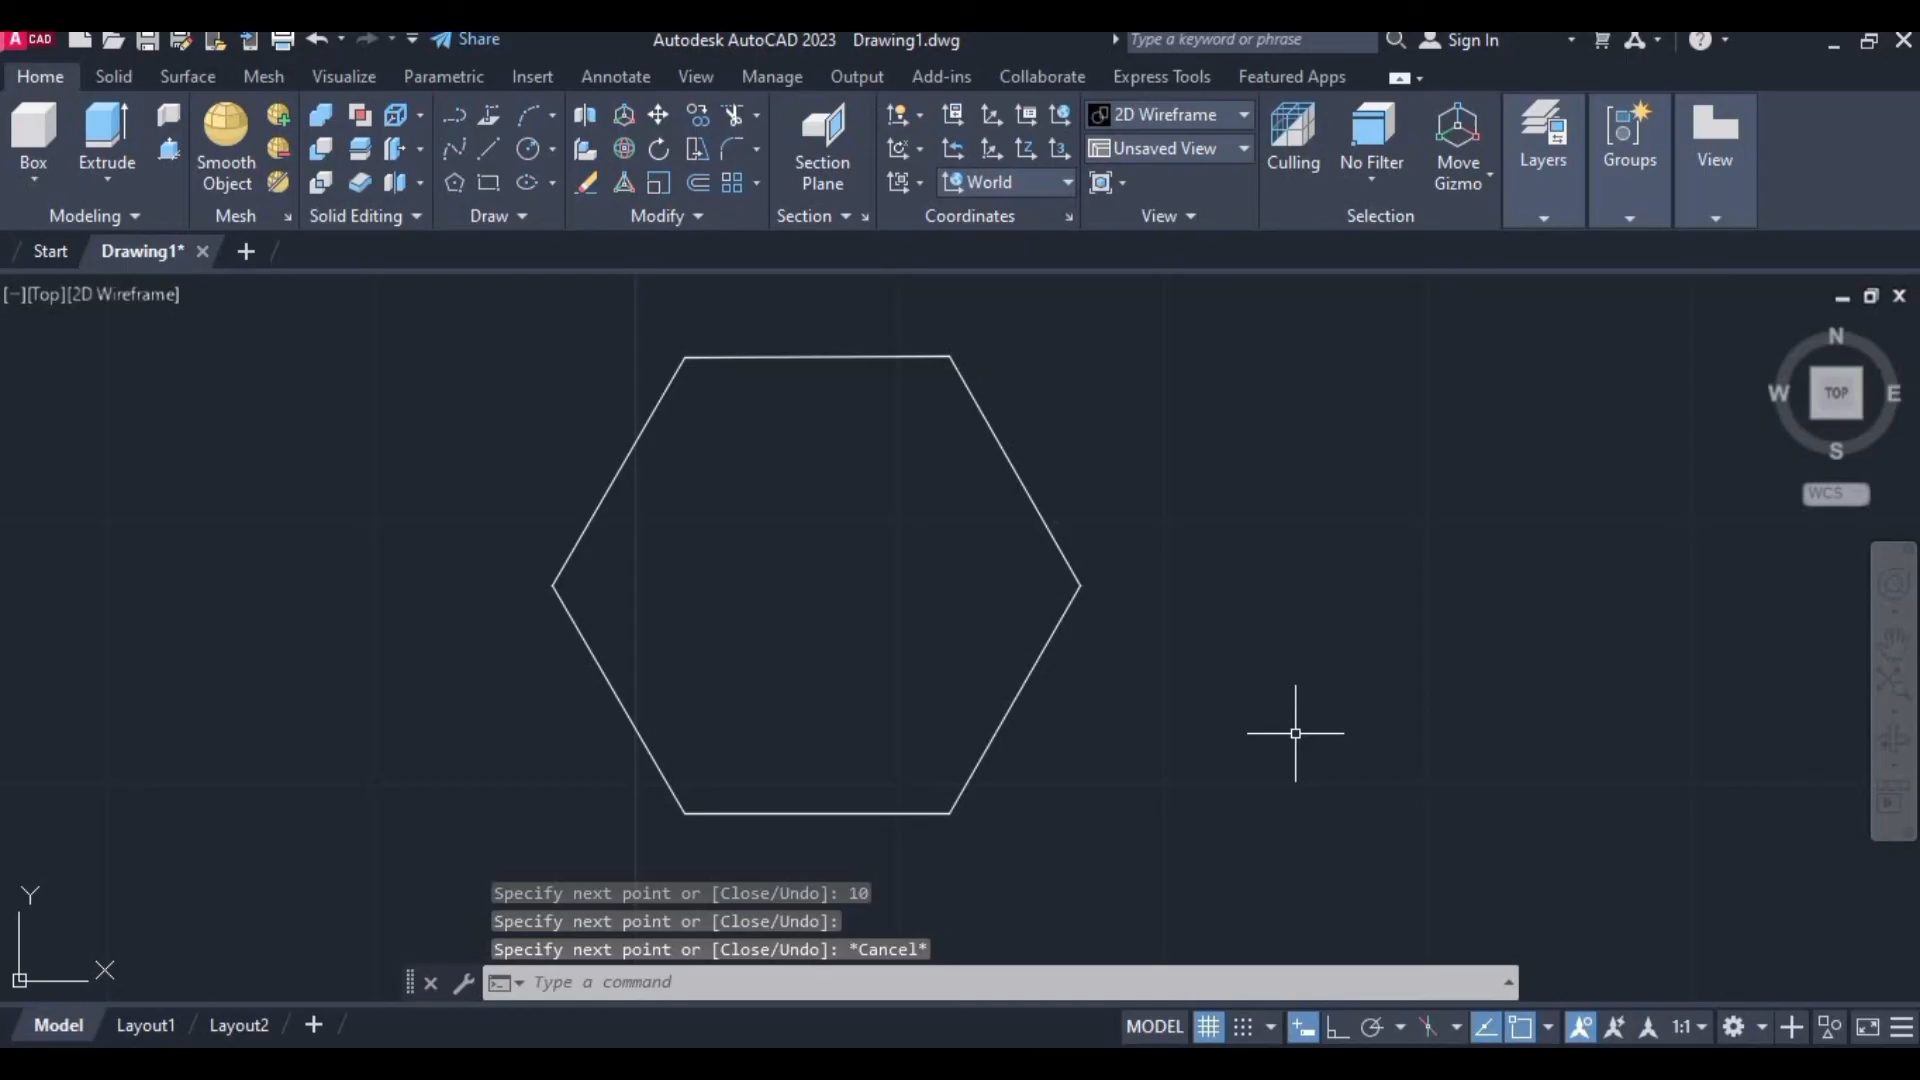 A CAD Share Autodesk AutoCAD 2023 Drawing1.dwg Type a keyword or phrase Sign In
Home Solid Surface Mesh Mesh Visualize Parametric Insert Annotate View Manage Output Add-ins Collaborate Express Tools Featured Apps
Box Extrude Smooth Object Section Plane
2D Wireframe
Unsaved View
World
Culling No Filter Move Gizmo Layers Groups View
Modeling Mesh Solid Editing Draw Modify Section Coordinates View Selection
Start Drawing1*
[−][Top][2D Wireframe]
N
W TOP E
S
WCS
Specify next point or [Close/Undo]: 10
Specify next point or [Close/Undo]:
Specify next point or [Close/Undo]: *Cancel*
Y
X
Type a command
Model Layout1 Layout2 MODEL 1:1